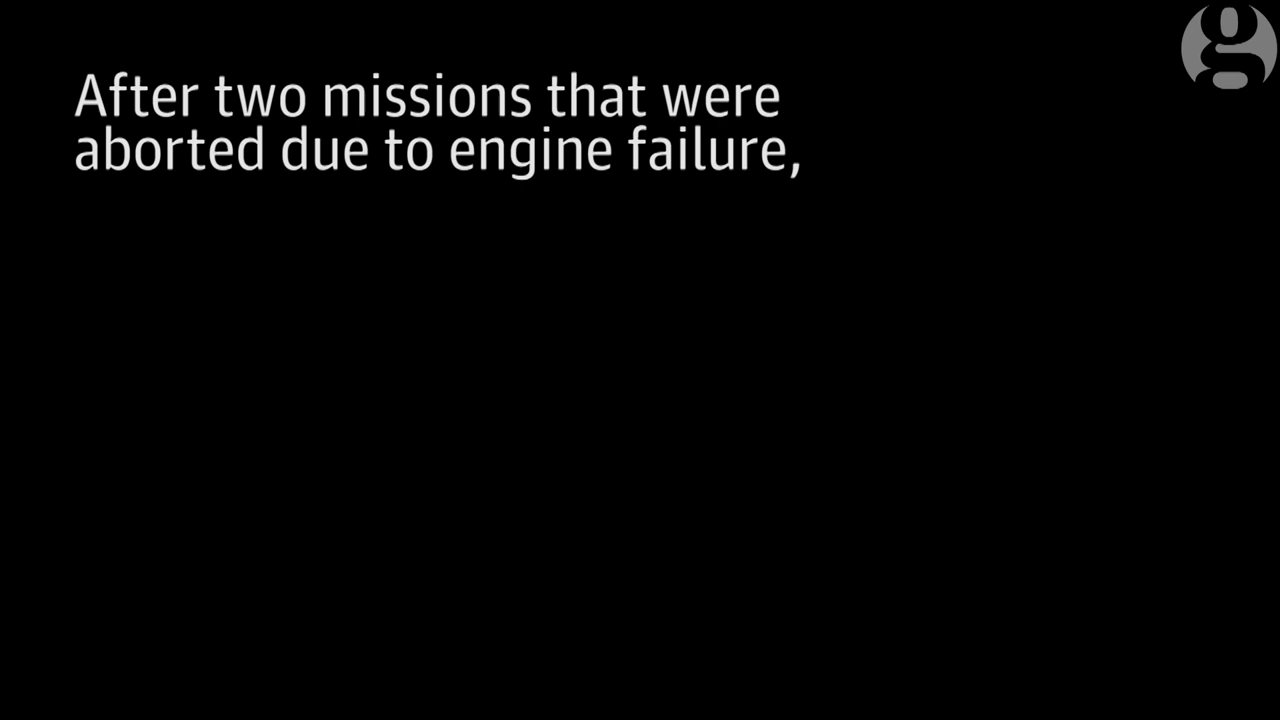 After two missions that were
aborted due to engine failure,